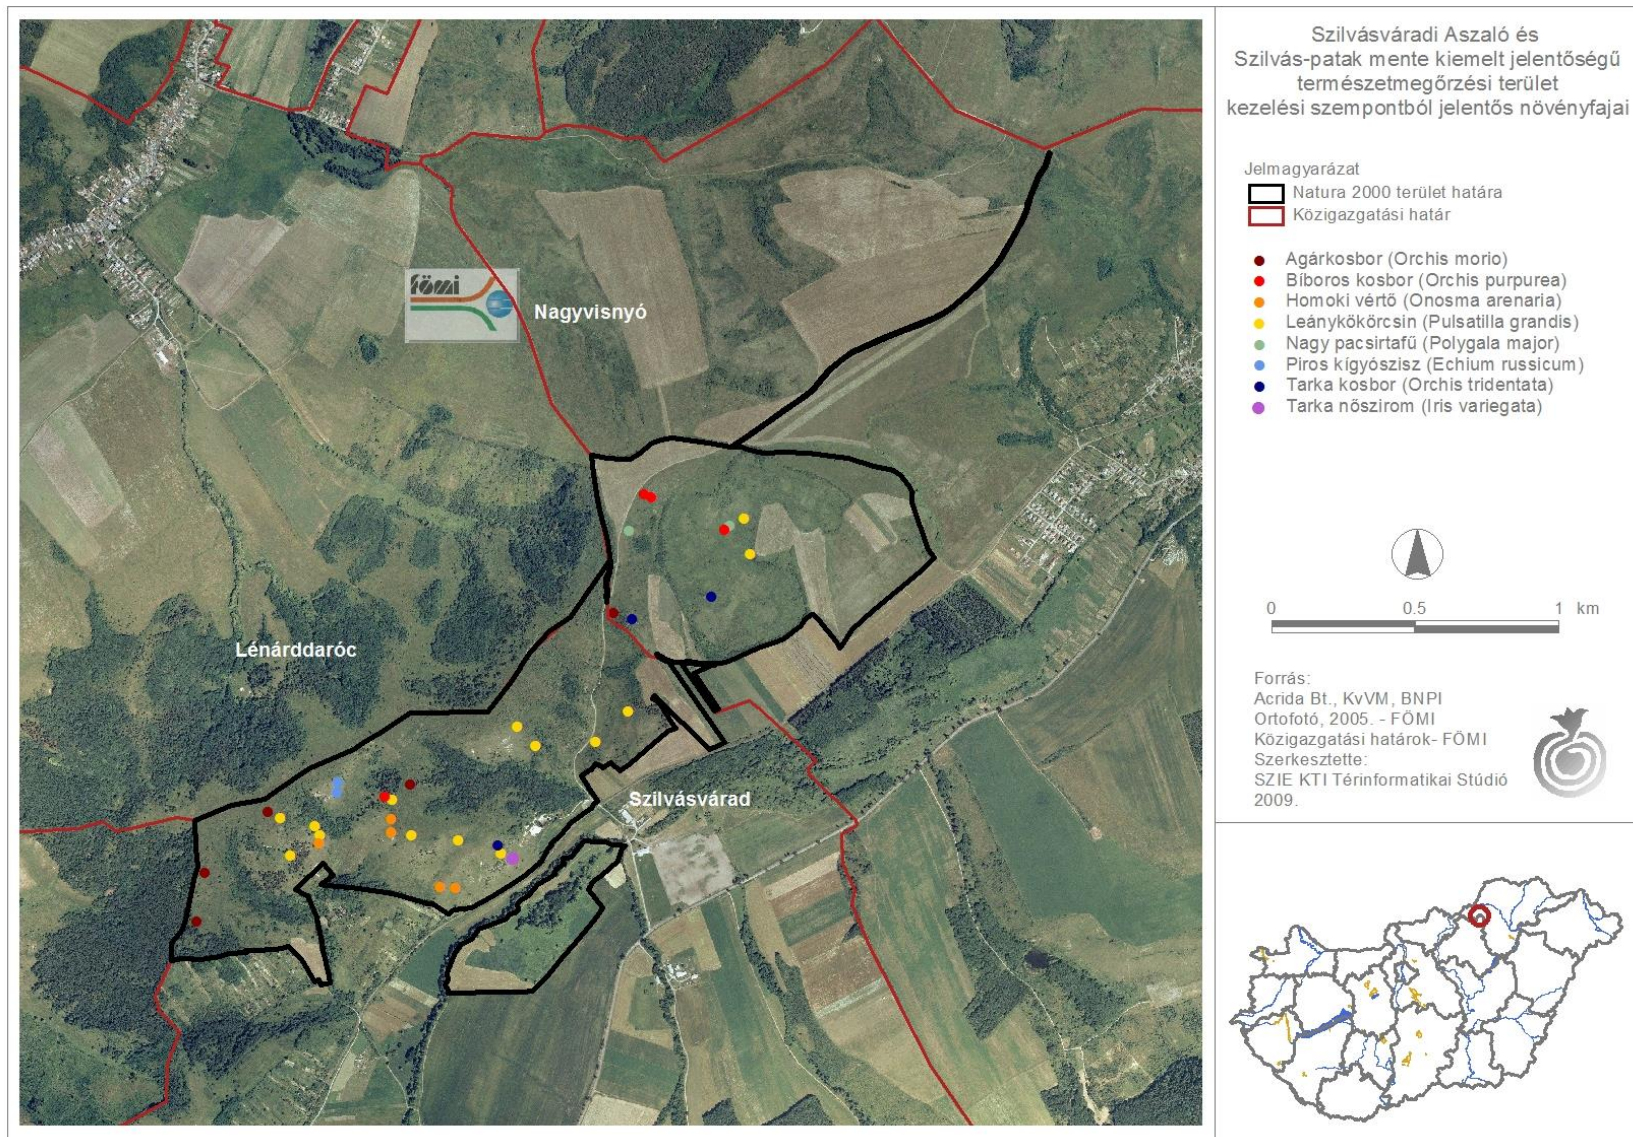 Szilvásváradi Aszaló és
Szilvás-patak mente kiemelt jelentőségű
természetmegőrzési terület
kezelési szempontból jelentős növényfajai
Jelmagyarázat
Natura 2000 terület határa
Közigazgatási határ
Agárkosbor (Orchis morio)
Bíboros kosbor (Orchis purpurea)
Homoki vértő (Onosma arenaria)
Leánykökörcsin (Pulsatilla grandis)
Nagy pacsirtafű (Polygala major)
Piros kígyószisz (Echium russicum)
Tarka kosbor (Orchis tridentata)
Tarka nőszirom (Iris variegata)
fömi
Nagyvisnyó
Lénárddaróc
Szilvásvárad
0 0.5 1 km
Forrás:
Acrida Bt., KvVM, BNPI
Ortofotó, 2005. - FÖMI
Közigazgatási határok- FÖMI
Szerkesztette:
SZIE KTI Térinformatikai Stúdió
2009.